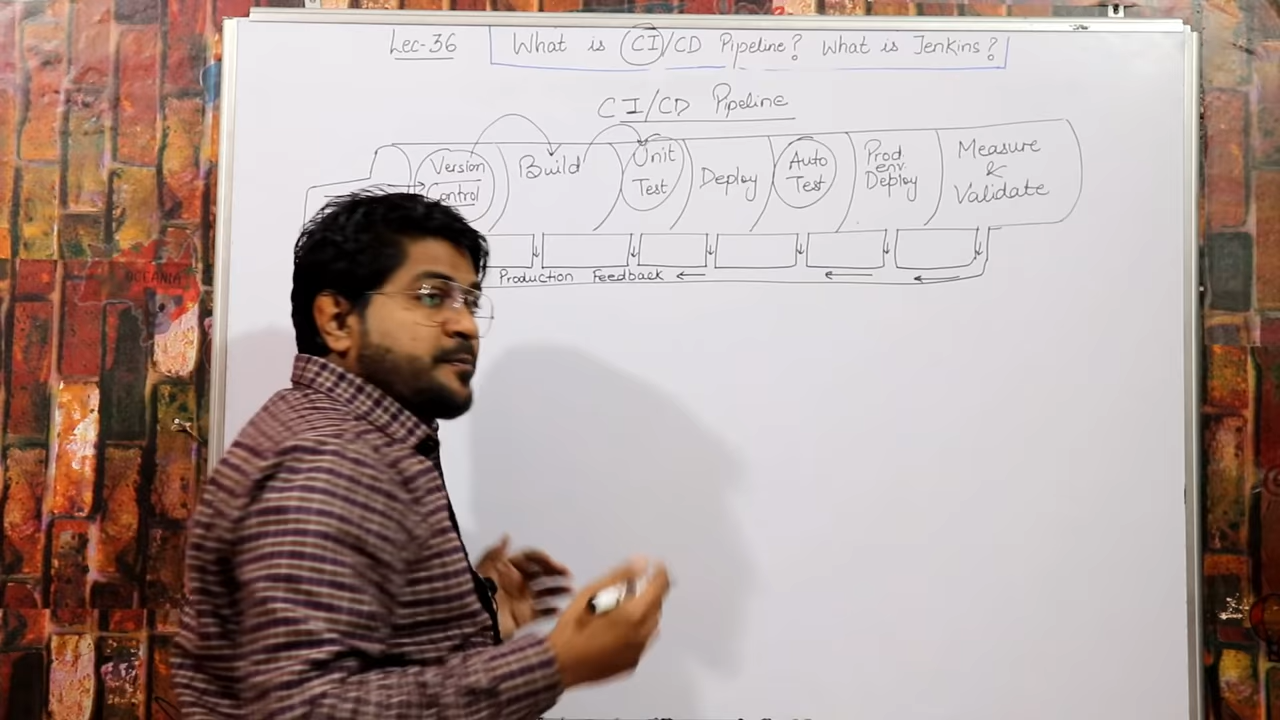 Lec-36 What is CI/CD Pipeline? What is Jenkins?
CI/CD Pipeline
Version Control
Build
Unit Test
Deploy
Auto Test
Prod. env. Deploy
Measure & Validate
Production Feedback
OCEANIA